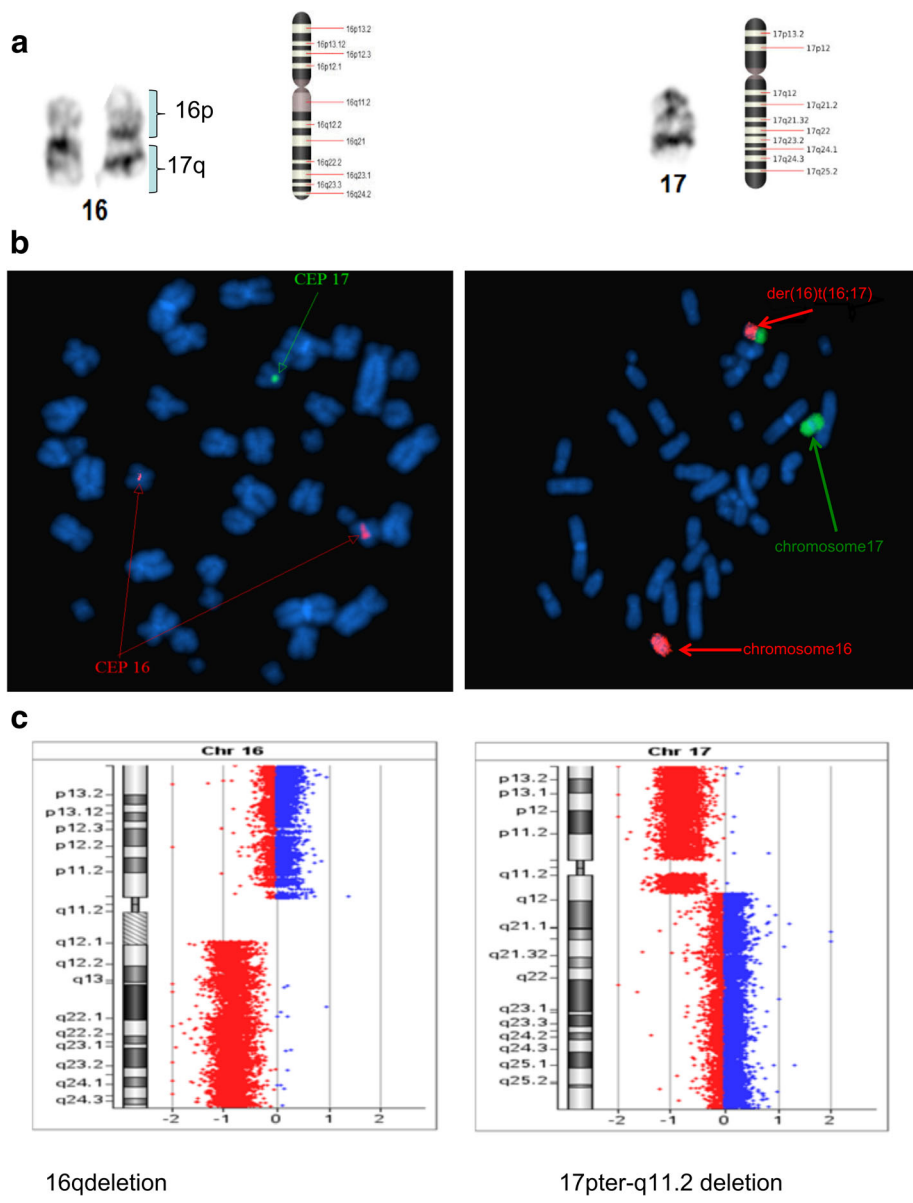 a
16p
17q
16
16p13.2
16p13.12
16p12.3
16p12.1
16q11.2
16q12.2
16q21
16q22.2
16q23.1
16q23.3
16q24.2
17
17p13.2
17p12
17q12
17q21.2
17q21.32
17q22
17q23.2
17q24.1
17q24.3
17q25.2
b
CEP 17
CEP 16
der(16)t(16;17)
chromosome17
chromosome16
c
Chr 16
p13.2
p13.12
p12.3
p12.2
p11.2
q11.2
q12.1
q12.2
q13
q22.1
q22.2
q23.1
q23.2
q24.1
q24.3
-2 -1 0 1 2
16qdeletion
Chr 17
p13.2
p13.1
p12
p11.2
q11.2
q12
q21.1
q21.32
q22
q23.1
q23.3
q24.2
q24.3
q25.1
q25.2
-2 -1 0 1 2
17pter-q11.2 deletion